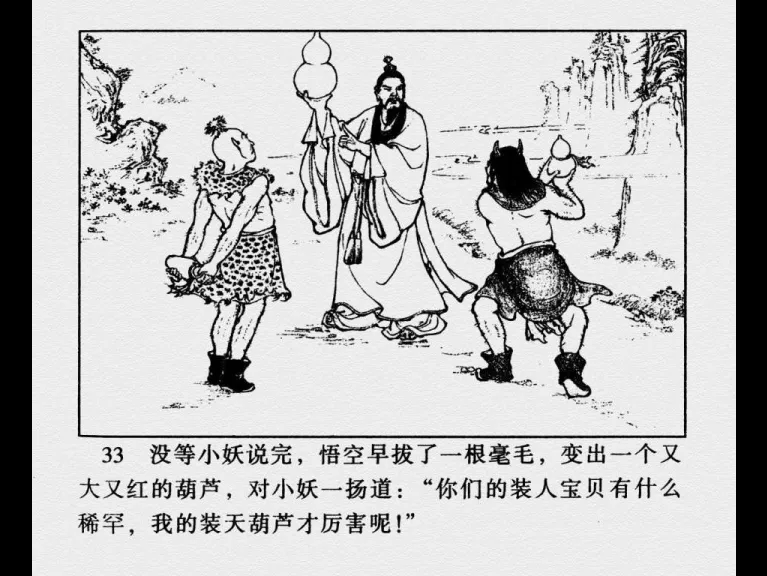 33 没等小妖说完，悟空早拔了一根毫毛，变出一个又
大又红的葫芦，对小妖一扬道：“你们的装人宝贝有什么
稀罕，我的装天葫芦才厉害呢！”